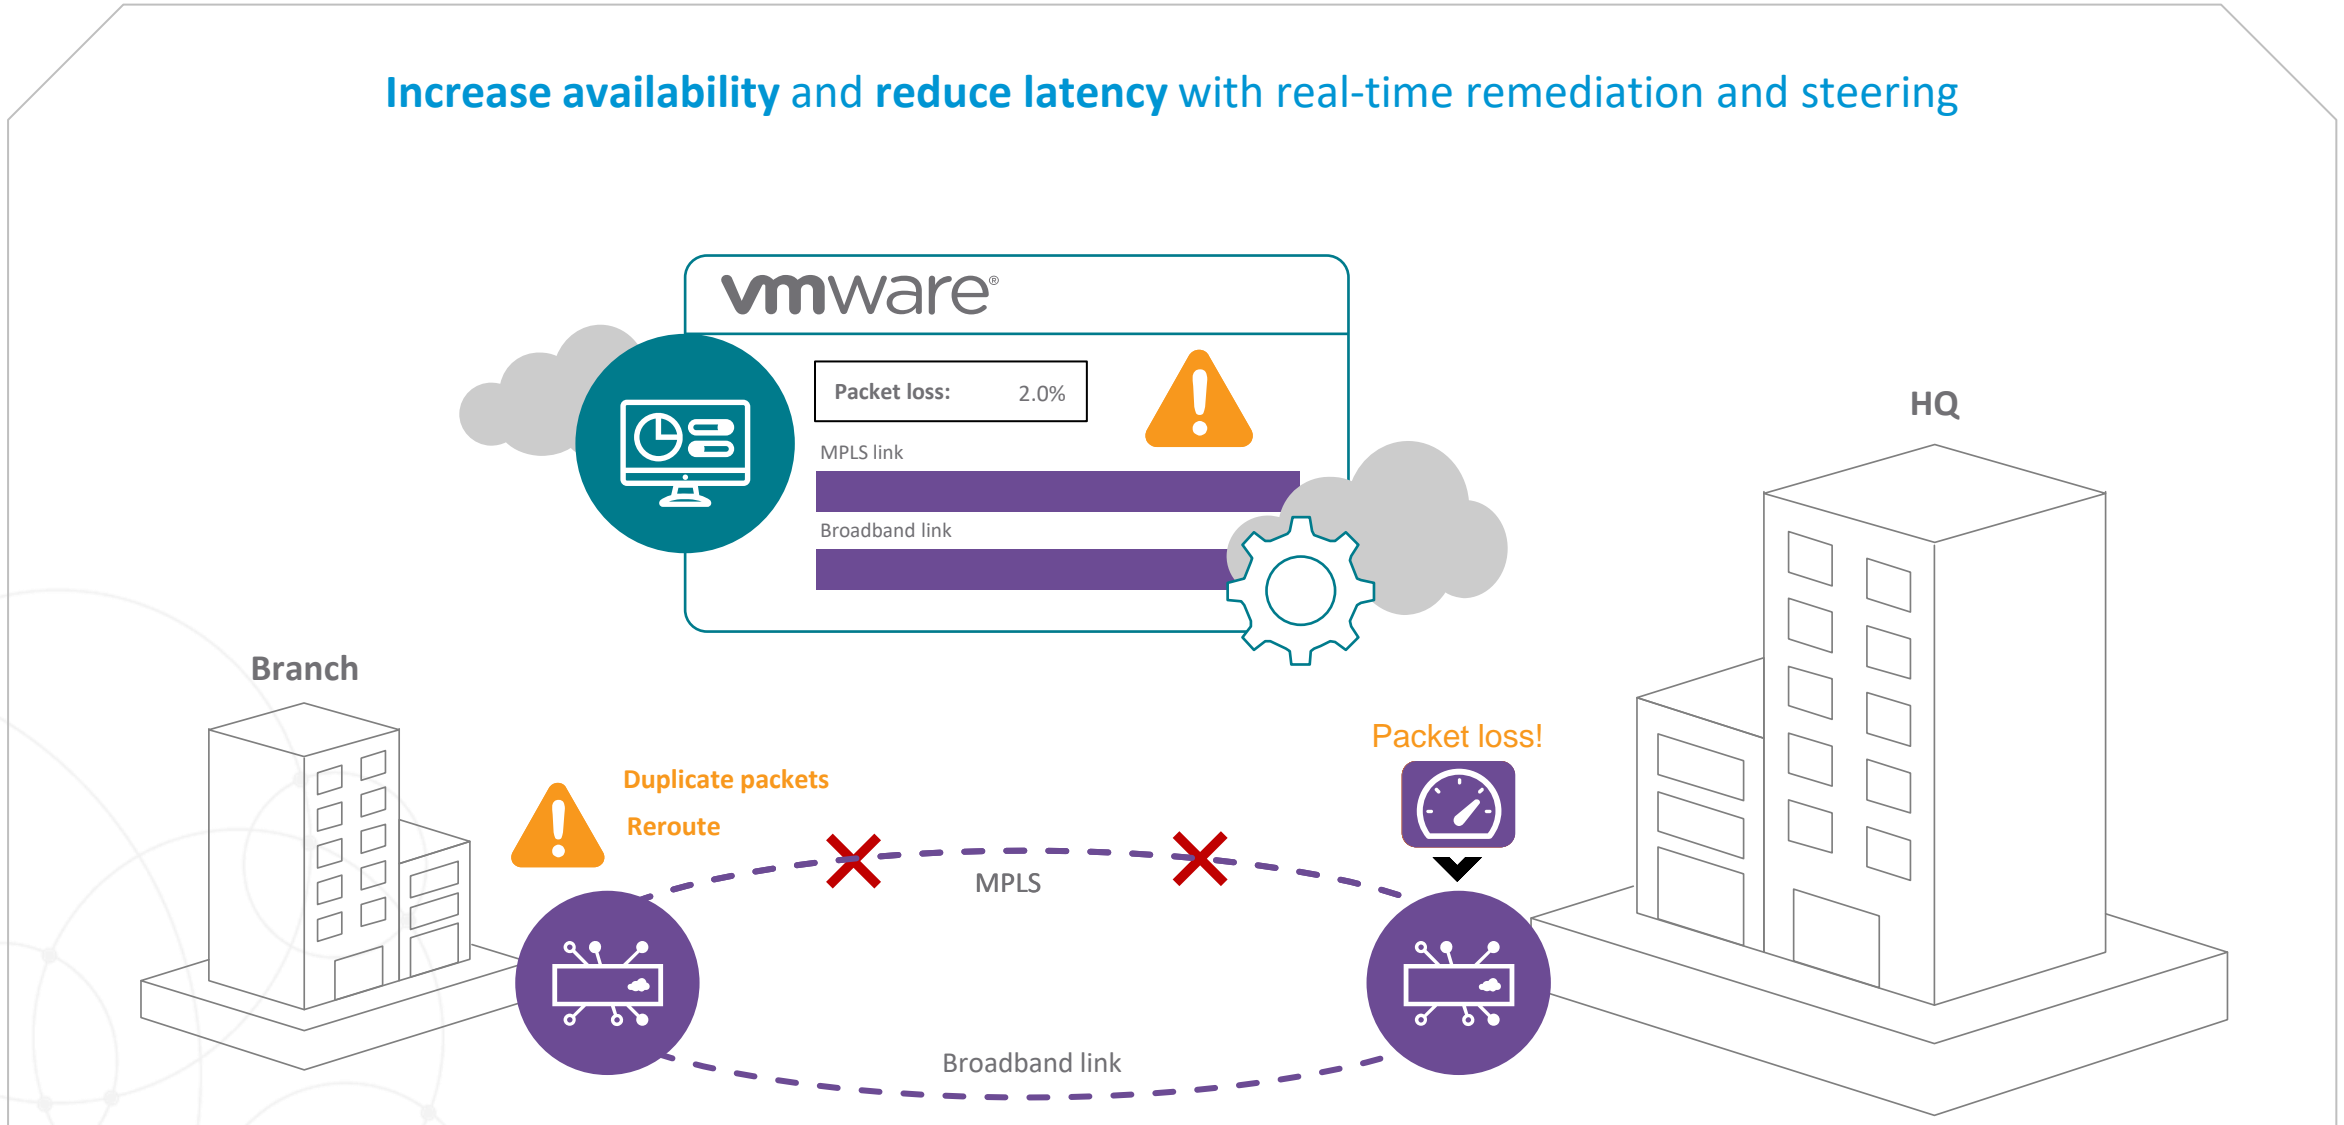 Increase availability and reduce latency with real-time remediation and steering
vmware®
Packet loss: 2.0%
MPLS link
Broadband link
HQ
Branch
Packet loss!
Duplicate packets
Reroute
MPLS
Broadband link